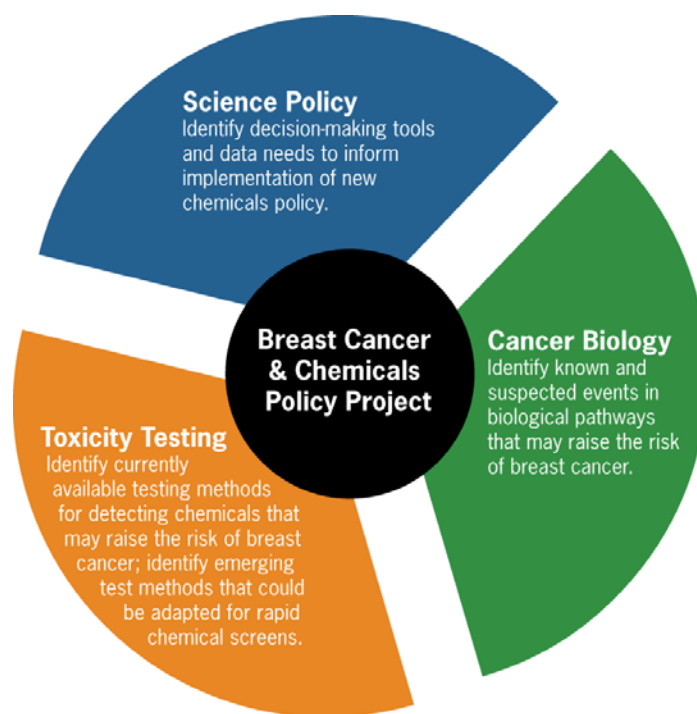 Science Policy
Identify decision-making tools
and data needs to inform
implementation of new
chemicals policy.
Breast Cancer
& Chemicals
Policy Project
Cancer Biology
Identify known and
suspected events in
biological pathways
that may raise the risk
of breast cancer.
Toxicity Testing
Identify currently
available testing methods
for detecting chemicals that
may raise the risk of breast
cancer; identify emerging
test methods that could
be adapted for rapid
chemical screens.